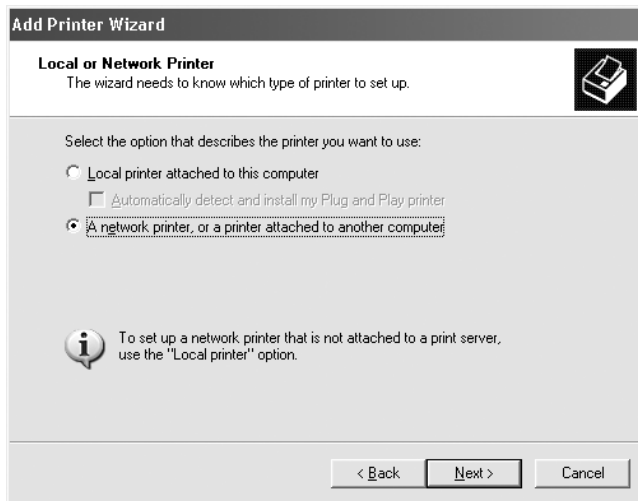 Add Printer Wizard
Local or Network Printer
The wizard needs to know which type of printer to set up.
Select the option that describes the printer you want to use:
Local printer attached to this computer
Automatically detect and install my Plug and Play printer
A network printer, or a printer attached to another computer
To set up a network printer that is not attached to a print server,
use the "Local printer" option.
< Back
Next >
Cancel